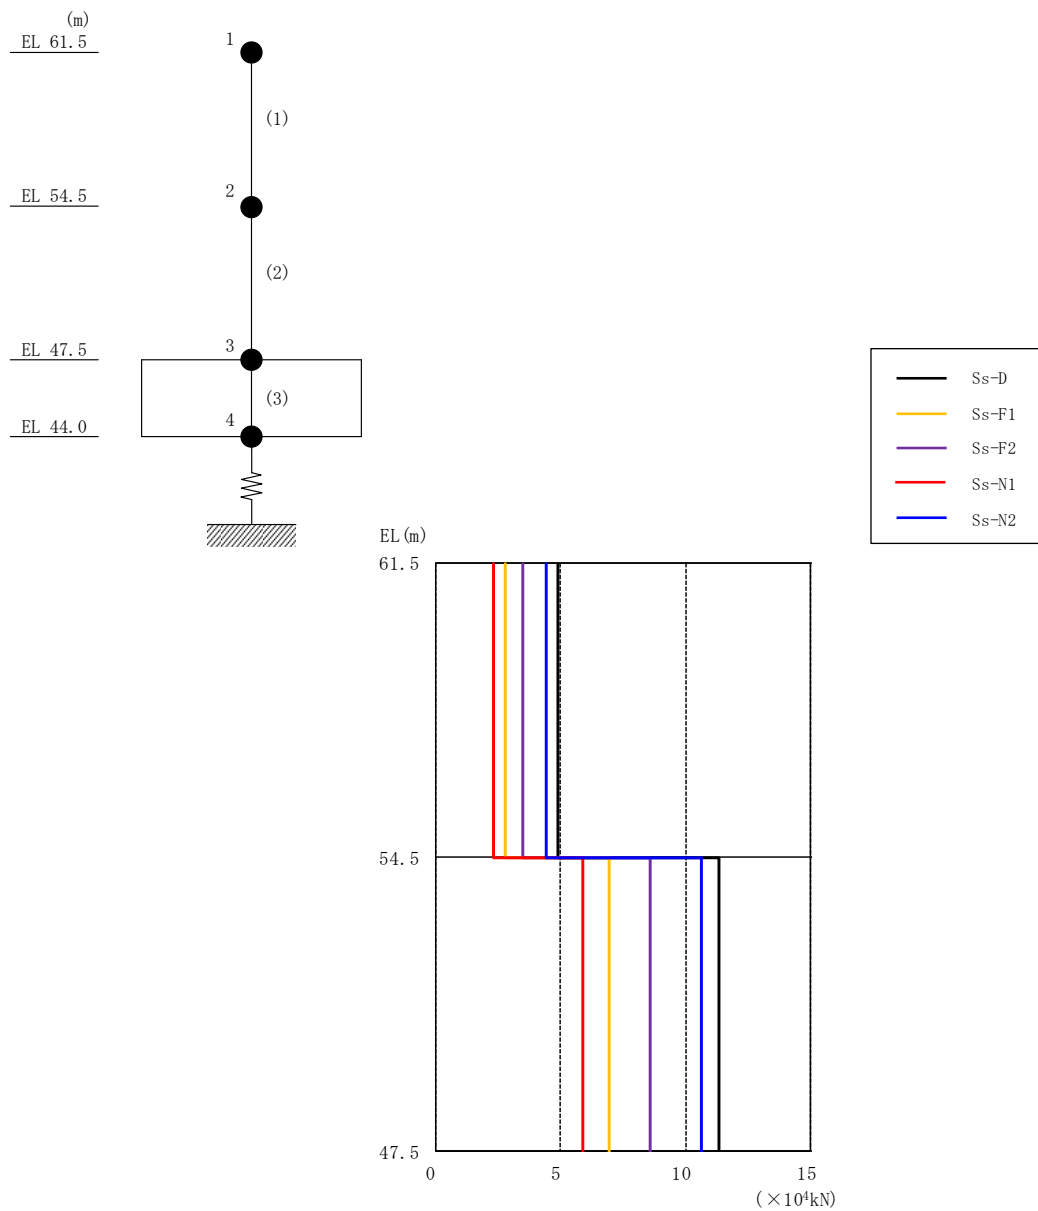 (m)
EL 61.5
1
(1)
EL 54.5
2
(2)
EL 47.5
3
(3)
EL 44.0
4
Ss-D
Ss-F1
Ss-F2
Ss-N1
Ss-N2
EL(m)
61.5
54.5
47.5
0 5 10 15
(×10⁴kN)